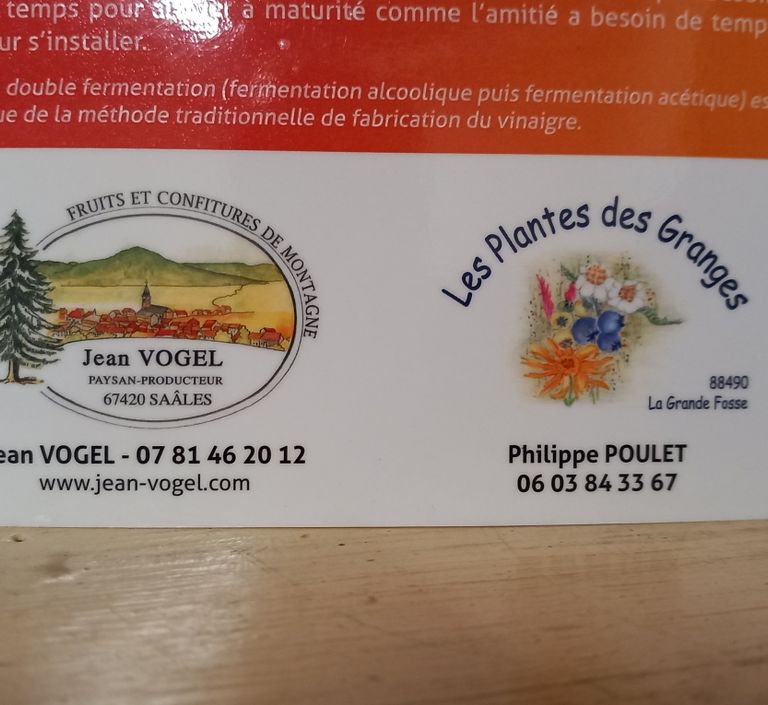 temps pour arriver à maturité comme l'amitié a besoin de temp
ur s'installer.
double fermentation (fermentation alcoolique puis fermentation acétique) es
ue de la méthode traditionnelle de fabrication du vinaigre.
FRUITS ET CONFITURES DE MONTAGNE
Jean VOGEL
PAYSAN-PRODUCTEUR
67420 SAÂLES
ean VOGEL - 07 81 46 20 12
www.jean-vogel.com
Les Plantes des Granges
88490
La Grande Fosse
Philippe POULET
06 03 84 33 67